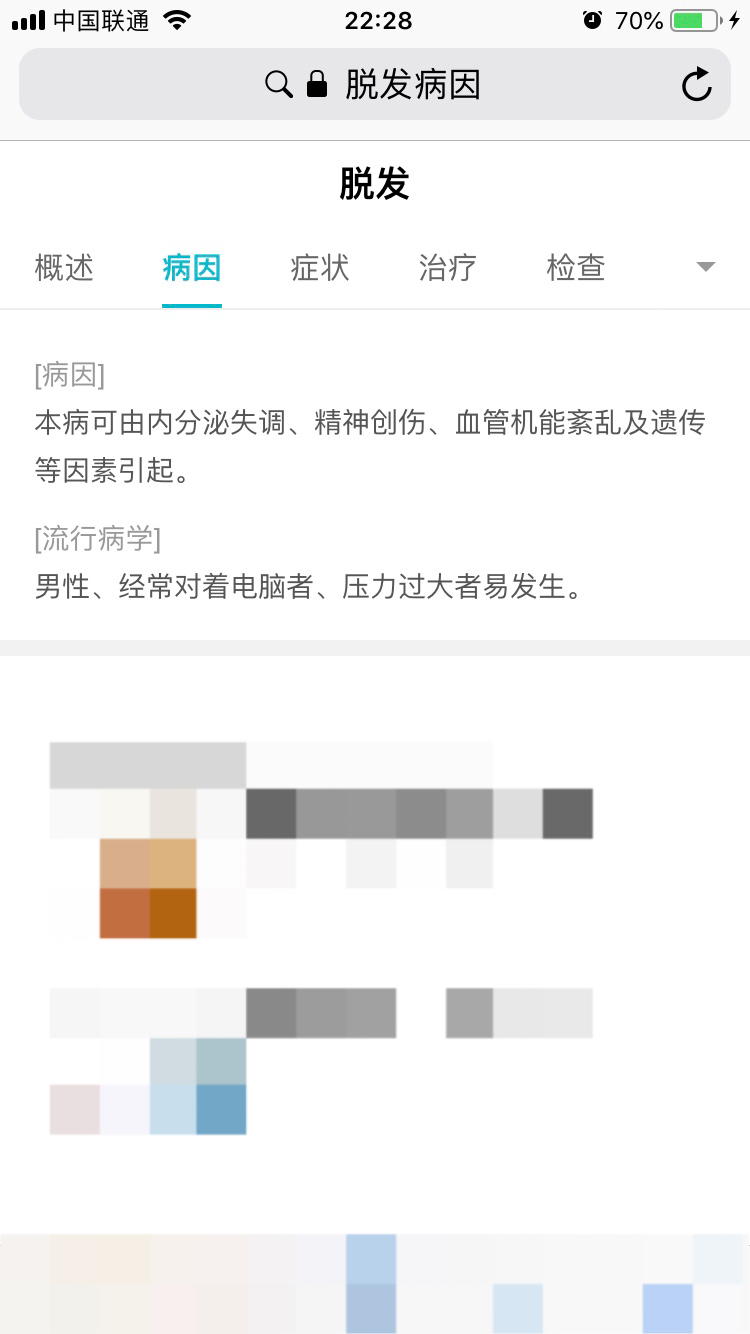 中国联通 22:28 70%
脱发病因
脱发
概述 病因 症状 治疗 检查
[病因]
本病可由内分泌失调、精神创伤、血管机能紊乱及遗传
等因素引起。
[流行病学]
男性、经常对着电脑者、压力过大者易发生。